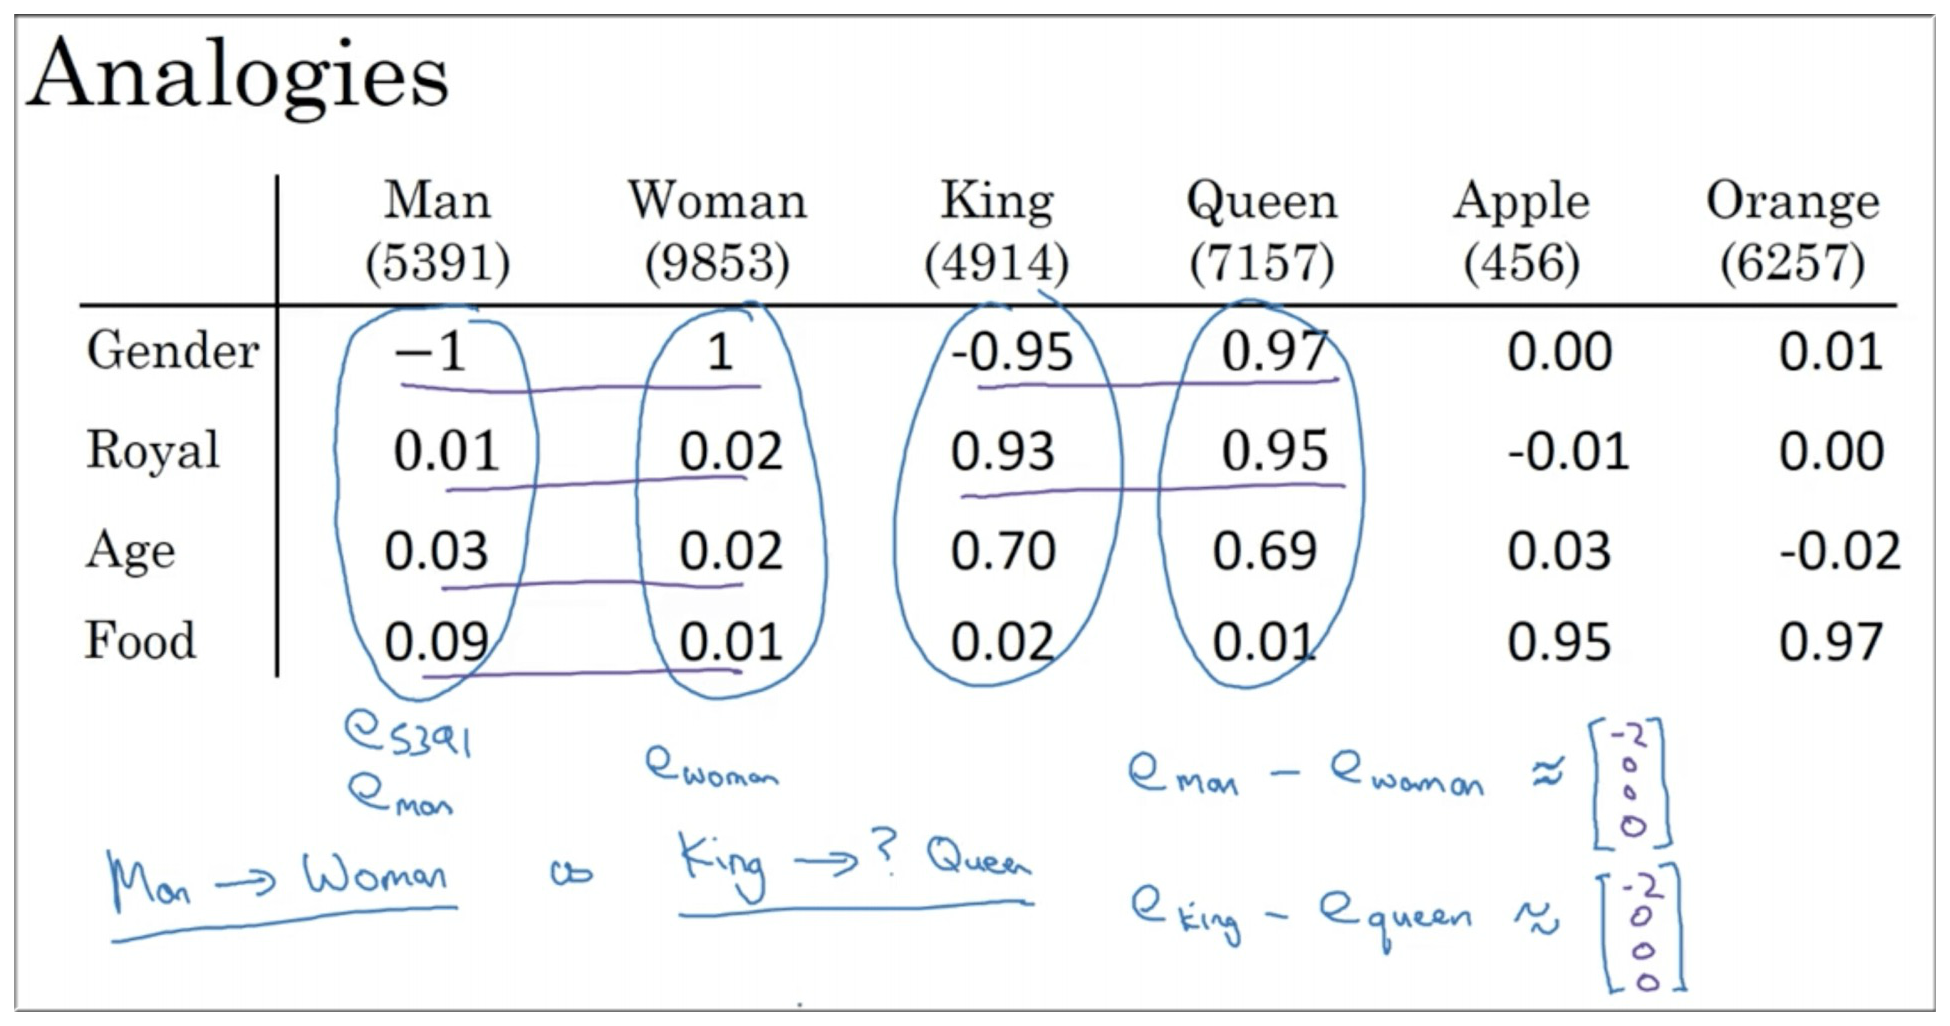 Analogies
Man Woman King Queen Apple Orange
(5391) (9853) (4914) (7157) (456) (6257)
Gender −1 1 -0.95 0.97 0.00 0.01
Royal 0.01 0.02 0.93 0.95 -0.01 0.00
Age 0.03 0.02 0.70 0.69 0.03 -0.02
Food 0.09 0.01 0.02 0.01 0.95 0.97
e5391
eman
ewoman
eman − ewoman ≈ [-2 0 0 0]
Man → Woman as King → ? Queen
eking − equeen ≈ [-2 0 0 0]